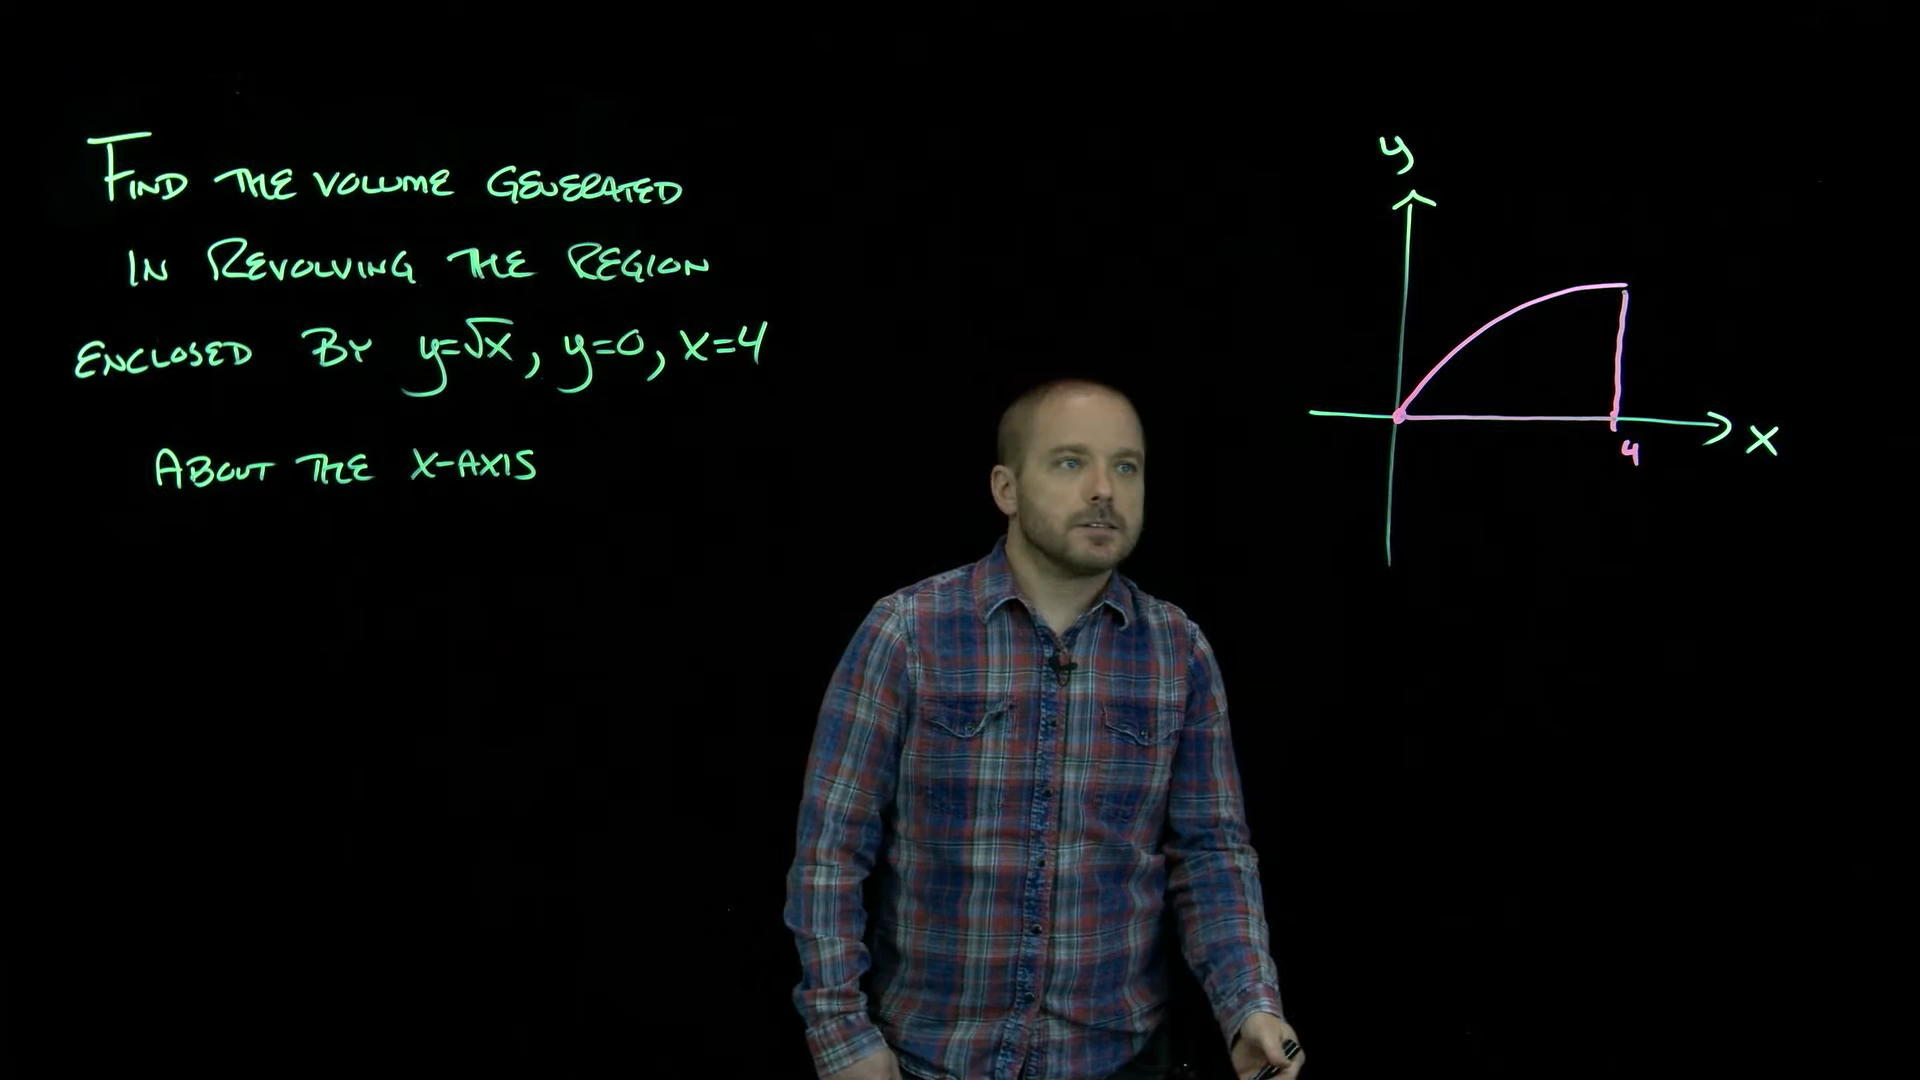 FIND THE VOLUME GENERATED
IN REVOLVING THE REGION
ENCLOSED BY y=√x, y=0, x=4
ABOUT THE X-AXIS
y
x
4